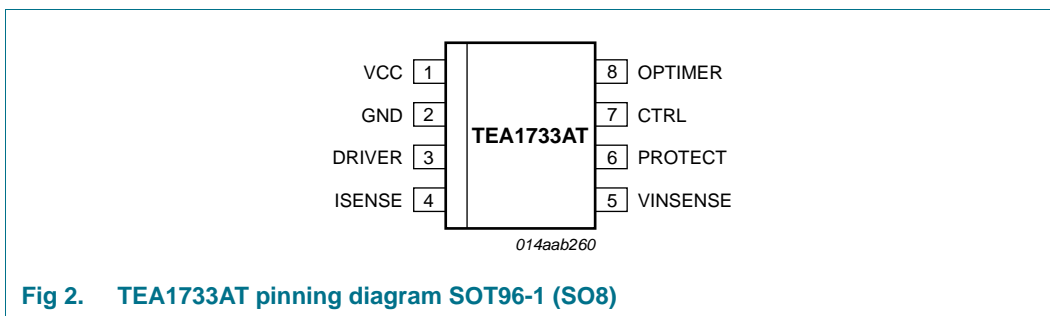 VCC 1 8 OPTIMER
GND 2 7 CTRL
TEA1733AT
DRIVER 3 6 PROTECT
ISENSE 4 5 VINSENSE
014aab260
Fig 2. TEA1733AT pinning diagram SOT96-1 (SO8)